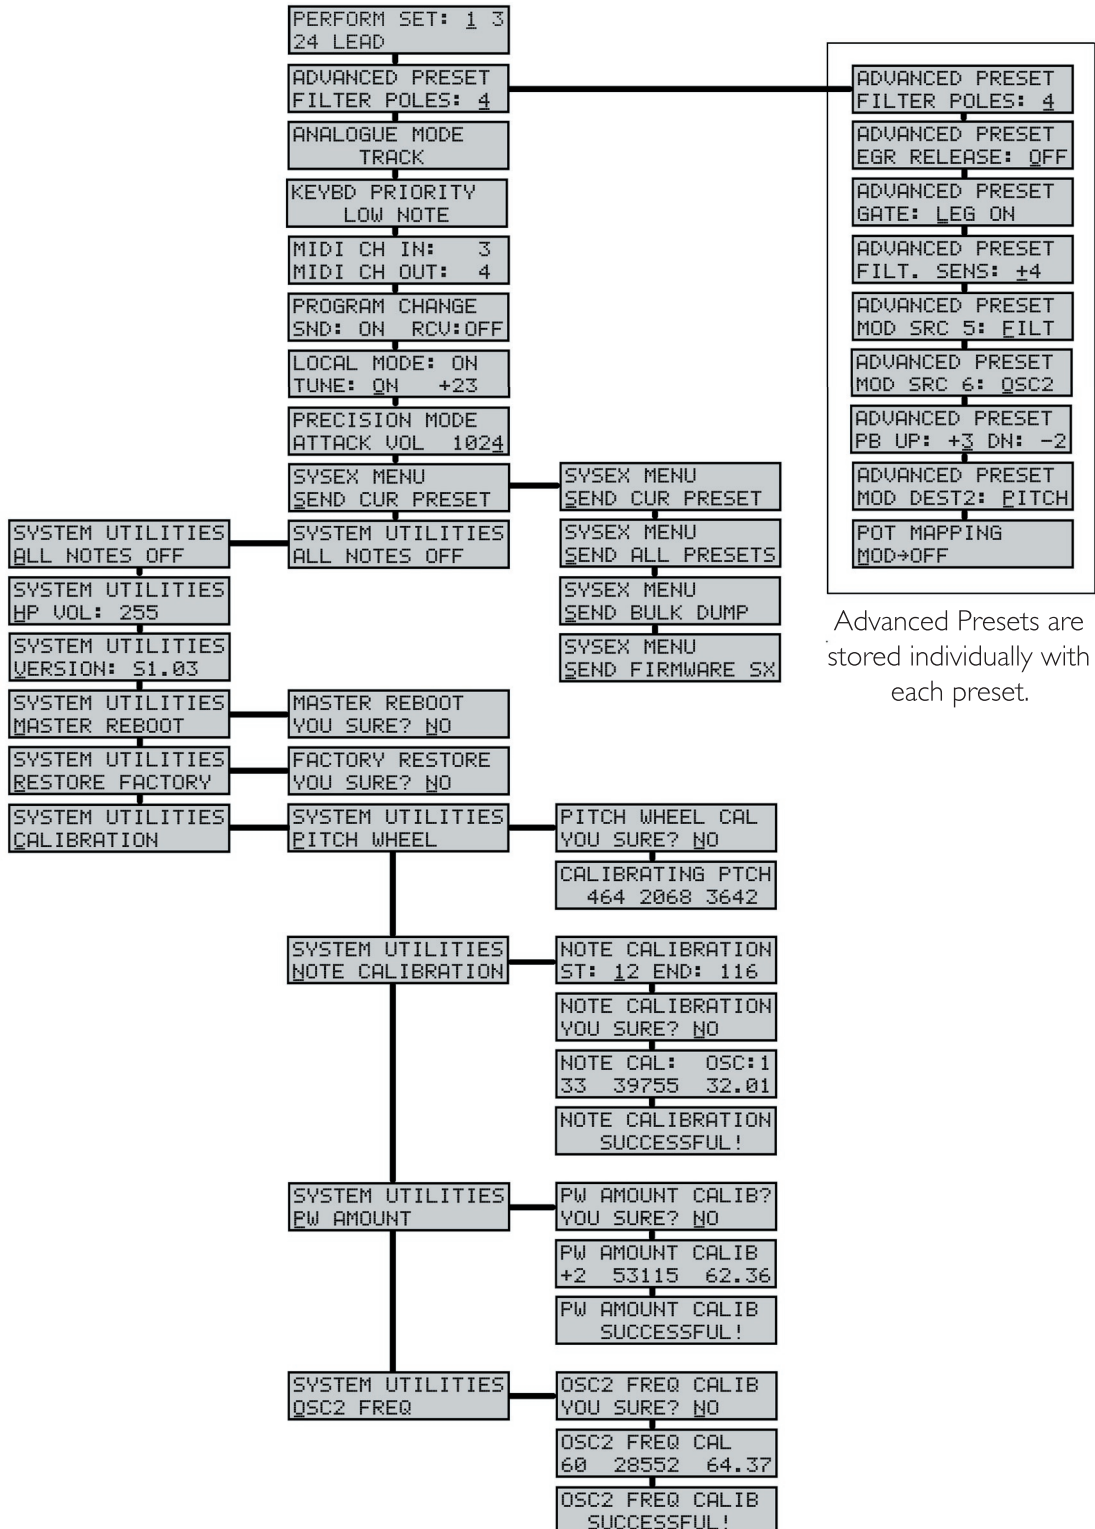 PERFORM SET: 1 3
24 LEAD
ADVANCED PRESET
FILTER POLES: 4
ANALOGUE MODE
TRACK
KEYBD PRIORITY
LOW NOTE
MIDI CH IN: 3
MIDI CH OUT: 4
PROGRAM CHANGE
SND: ON RCV:OFF
LOCAL MODE: ON
TUNE: ON +23
PRECISION MODE
ATTACK VOL 1024
SYSEX MENU
SEND CUR PRESET
SYSTEM UTILITIES
ALL NOTES OFF
ADVANCED PRESET
FILTER POLES: 4
ADVANCED PRESET
EGR RELEASE: OFF
ADVANCED PRESET
GATE: LEG ON
ADVANCED PRESET
FILT. SENS: +4
ADVANCED PRESET
MOD SRC 5: FILT
ADVANCED PRESET
MOD SRC 6: OSC2
ADVANCED PRESET
PB UP: +3 DN: -2
ADVANCED PRESET
MOD DEST2: PITCH
POT MAPPING
MOD→OFF
Advanced Presets are
stored individually with
each preset.
SYSEX MENU
SEND CUR PRESET
SYSEX MENU
SEND ALL PRESETS
SYSEX MENU
SEND BULK DUMP
SYSEX MENU
SEND FIRMWARE SX
SYSTEM UTILITIES
ALL NOTES OFF
SYSTEM UTILITIES
HP VOL: 255
SYSTEM UTILITIES
VERSION: S1.03
SYSTEM UTILITIES
MASTER REBOOT
MASTER REBOOT
YOU SURE? NO
SYSTEM UTILITIES
RESTORE FACTORY
FACTORY RESTORE
YOU SURE? NO
SYSTEM UTILITIES
CALIBRATION
SYSTEM UTILITIES
PITCH WHEEL
PITCH WHEEL CAL
YOU SURE? NO
CALIBRATING PTCH
464 2068 3642
SYSTEM UTILITIES
NOTE CALIBRATION
NOTE CALIBRATION
ST: 12 END: 116
NOTE CALIBRATION
YOU SURE? NO
NOTE CAL: OSC:1
33 39755 32.01
NOTE CALIBRATION
SUCCESSFUL!
SYSTEM UTILITIES
PW AMOUNT
PW AMOUNT CALIB?
YOU SURE? NO
PW AMOUNT CALIB
+2 53115 62.36
PW AMOUNT CALIB
SUCCESSFUL!
SYSTEM UTILITIES
OSC2 FREQ
OSC2 FREQ CALIB
YOU SURE? NO
OSC2 FREQ CAL
60 28552 64.37
OSC2 FREQ CALIB
SUCCESSFUL!